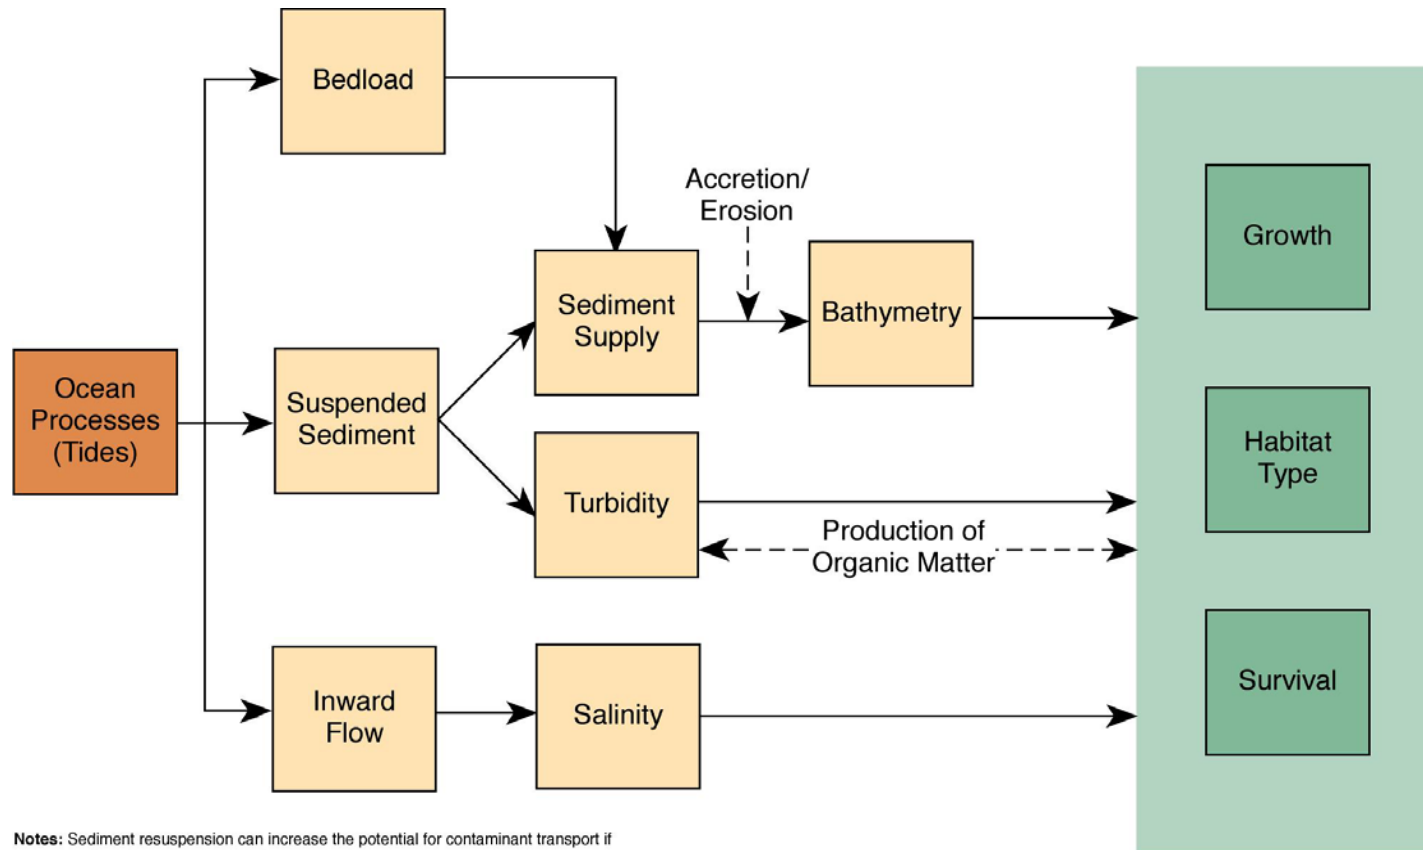 Bedload
Accretion/
Erosion
Growth
Sediment
Supply
Bathymetry
Ocean
Processes
(Tides)
Suspended
Sediment
Habitat
Type
Turbidity
Production of
Organic Matter
Inward
Flow
Salinity
Survival
Notes: Sediment resuspension can increase the potential for contaminant transport if